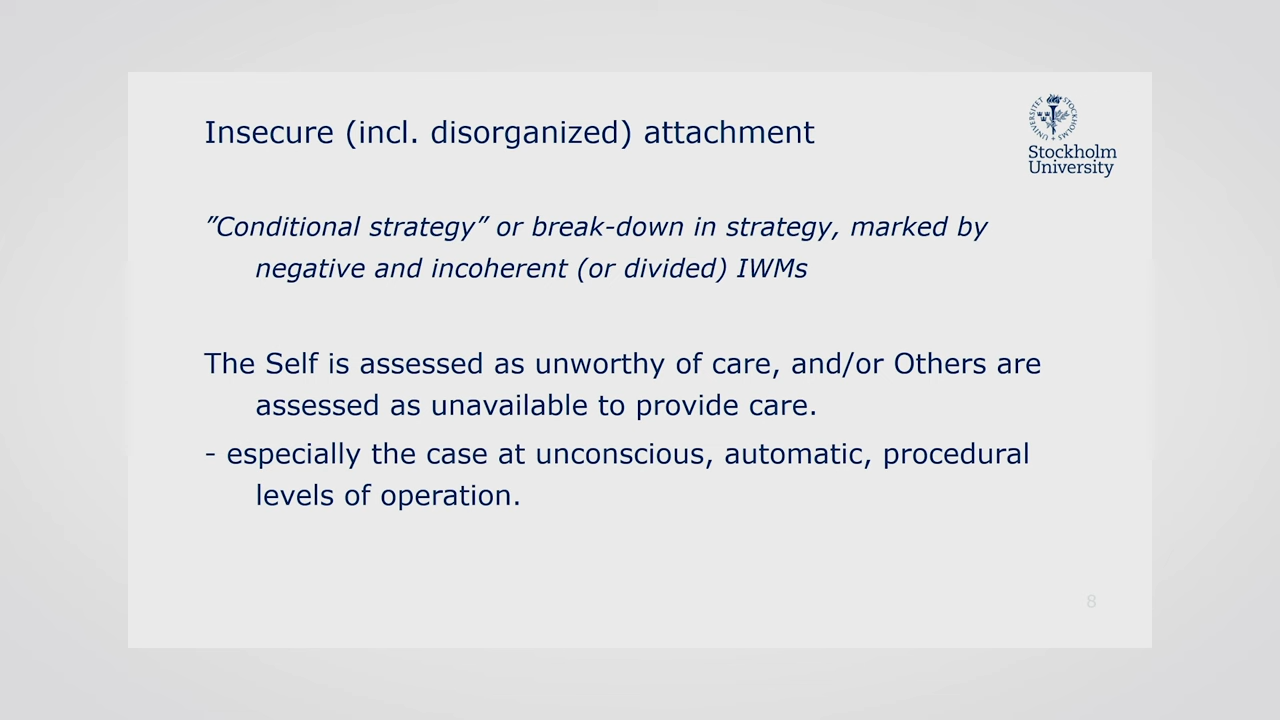 Insecure (incl. disorganized) attachment
STOCKHOLMS UNIVERSITET
Stockholm
University
”Conditional strategy” or break-down in strategy, marked by
negative and incoherent (or divided) IWMs
The Self is assessed as unworthy of care, and/or Others are
assessed as unavailable to provide care.
- especially the case at unconscious, automatic, procedural
levels of operation.
8